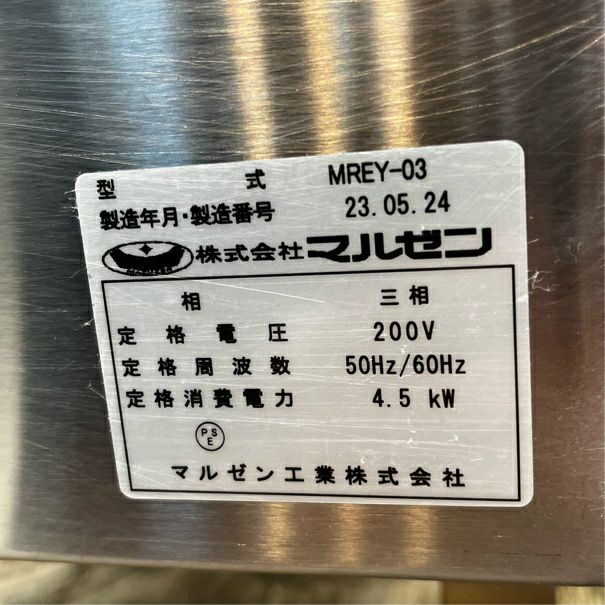 型式 MREY-03
製造年月・製造番号 23.05.24
MARUZEN 株式会社マルゼン
相 三相
定格電圧 200V
定格周波数 50Hz/60Hz
定格消費電力 4.5 kW
PSE
マルゼン工業株式会社